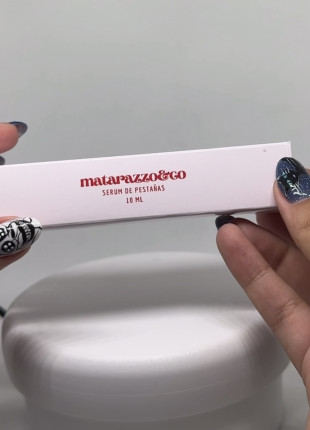 matarazzo&co
SERUM DE PESTAÑAS
10 ML